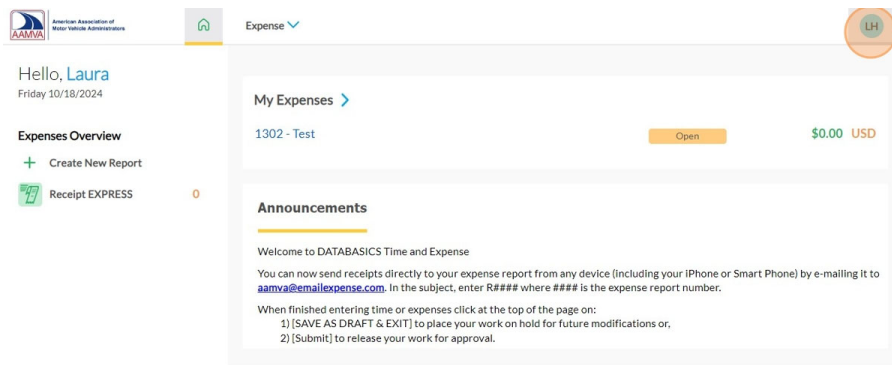 AAMVA
American Association of
Motor Vehicle Administrators
Expense
LH
Hello, Laura
Friday 10/18/2024
Expenses Overview
+ Create New Report
Receipt EXPRESS 0
My Expenses >
1302 - Test Open $0.00 USD
Announcements
Welcome to DATABASICS Time and Expense
You can now send receipts directly to your expense report from any device (including your iPhone or Smart Phone) by e-mailing it to
aamva@emailexpense.com. In the subject, enter R#### where #### is the expense report number.
When finished entering time or expenses click at the top of the page on:
1) [SAVE AS DRAFT & EXIT] to place your work on hold for future modifications or,
2) [Submit] to release your work for approval.